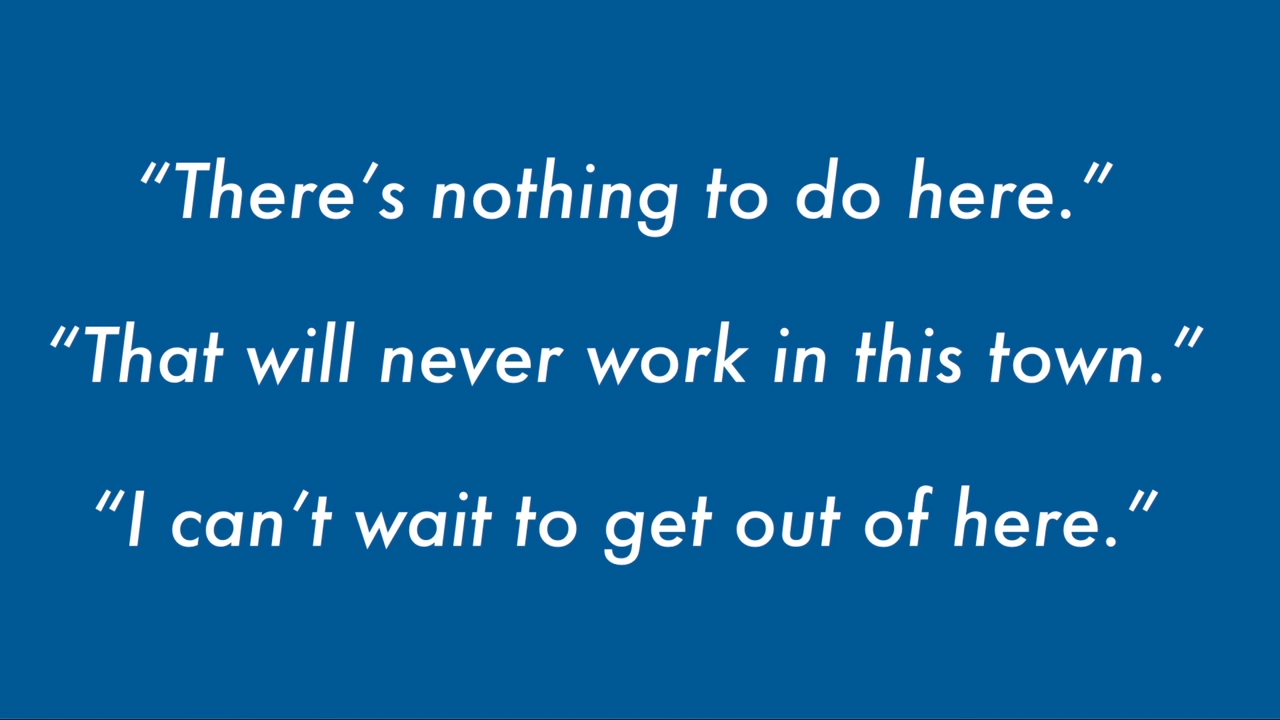 “There’s nothing to do here.”
“That will never work in this town.”
“I can’t wait to get out of here.”